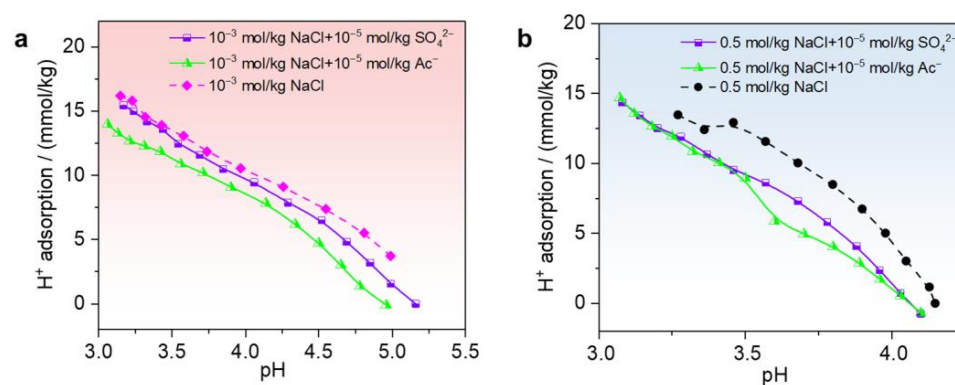 a
20
15
10
5
0
H⁺ adsorption / (mmol/kg)
10⁻³ mol/kg NaCl+10⁻⁵ mol/kg SO₄²⁻
10⁻³ mol/kg NaCl+10⁻⁵ mol/kg Ac⁻
10⁻³ mol/kg NaCl
3.0 3.5 4.0 4.5 5.0 5.5
pH
b
20
15
10
5
0
H⁺ adsorption / (mmol/kg)
0.5 mol/kg NaCl+10⁻⁵ mol/kg SO₄²⁻
0.5 mol/kg NaCl+10⁻⁵ mol/kg Ac⁻
0.5 mol/kg NaCl
3.0 3.5 4.0
pH